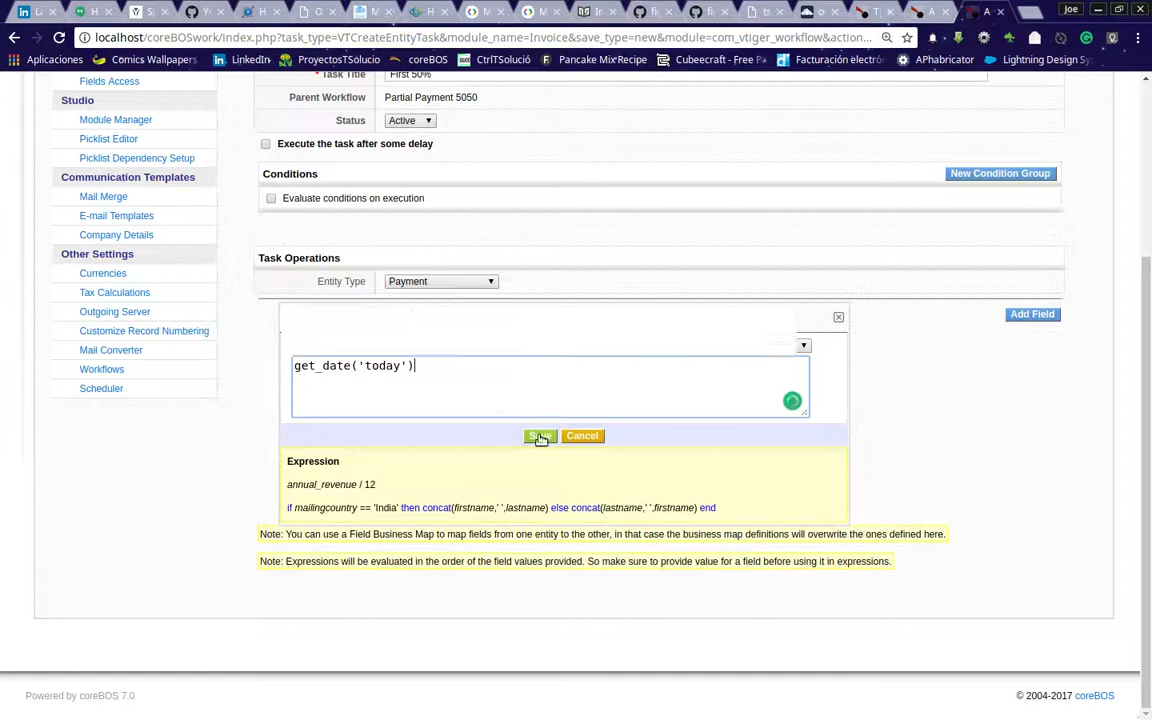 Joe
localhost/coreBOSwork/index.php?task_type=VTCreateEntityTask&module_name=Invoice&save_type=new&module=com_vtiger_workflow&action...
Aplicaciones
Comics Wallpapers
LinkedIn
ProyectosTSolucio
coreBOS
CtrlTSolució
Pancake MixRecipe
Cubeecraft - Free Pa
Facturación electró
APhabricator
Lightning Design Sy
Fields Access
Studio
Module Manager
Picklist Editor
Picklist Dependency Setup
Communication Templates
Mail Merge
E-mail Templates
Company Details
Other Settings
Currencies
Tax Calculations
Outgoing Server
Customize Record Numbering
Mail Converter
Workflows
Scheduler
* Task Title First 50%
Parent Workflow Partial Payment 5050
Status Active
Execute the task after some delay
Conditions New Condition Group
Evaluate conditions on execution
Task Operations
Entity Type Payment
Add Field
get_date('today')
Save Cancel
Expression
annual_revenue / 12
if mailingcountry == 'India' then concat(firstname,' ',lastname) else concat(lastname,' ',firstname) end
Note: You can use a Field Business Map to map fields from one entity to the other, in that case the business map definitions will overwrite the ones defined here.
Note: Expressions will be evaluated in the order of the field values provided. So make sure to provide value for a field before using it in expressions.
Powered by coreBOS 7.0
© 2004-2017 coreBOS